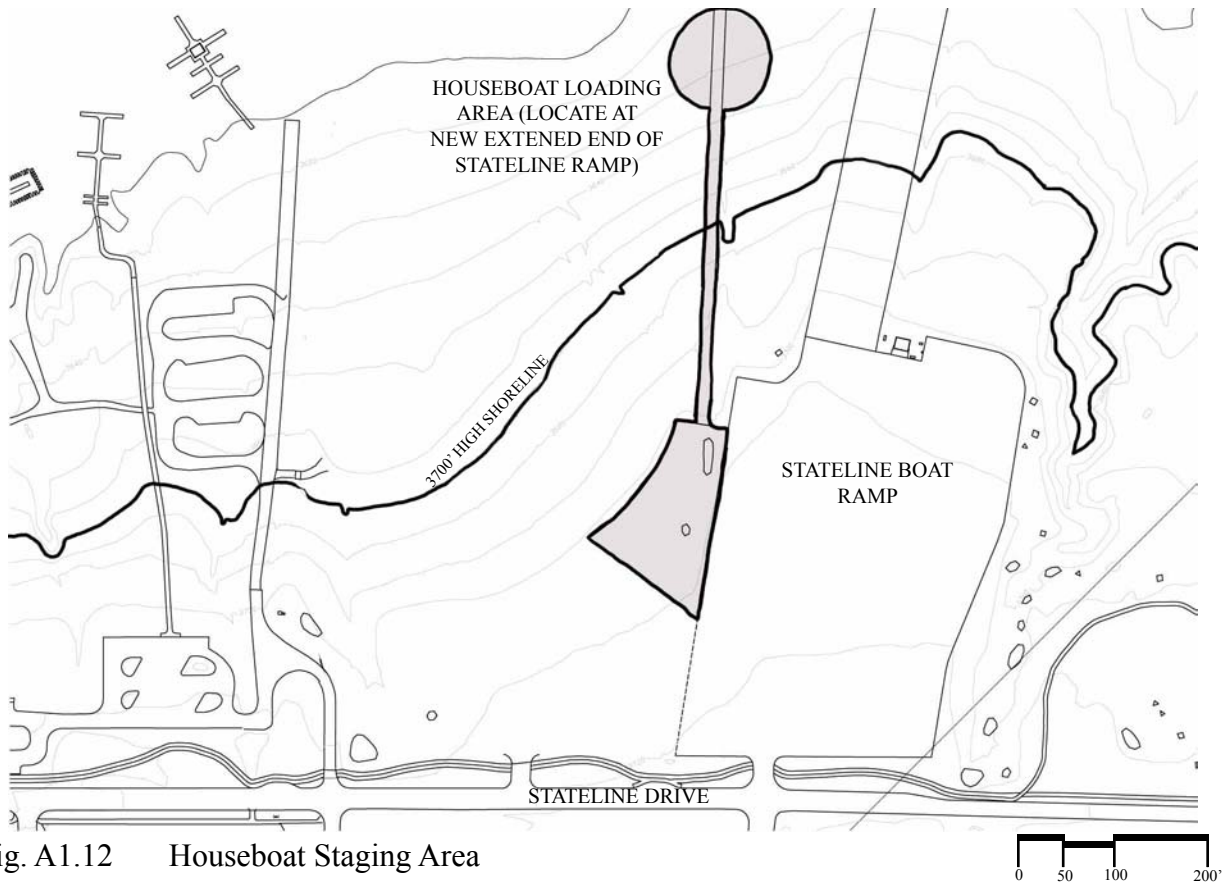 HOUSEBOAT LOADING
AREA (LOCATE AT
NEW EXTENED END OF
STATELINE RAMP)
3700' HIGH SHORELINE
STATELINE BOAT
RAMP
STATELINE DRIVE
ig. A1.12 Houseboat Staging Area
0 50 100 200'